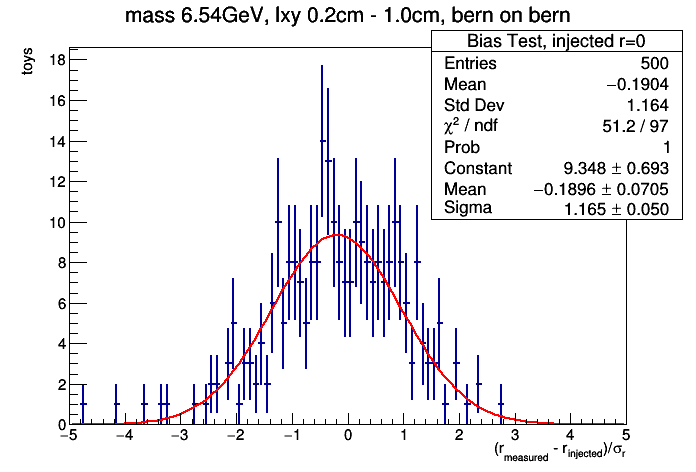 mass 6.54GeV, lxy 0.2cm - 1.0cm, bern on bern
Bias Test, injected r=0
Entries 500
Mean −0.1904
Std Dev 1.164
χ² / ndf 51.2 / 97
Prob 1
Constant 9.348 ± 0.693
Mean −0.1896 ± 0.0705
Sigma 1.165 ± 0.050
toys
18
16
14
12
10
8
6
4
2
0
−5 −4 −3 −2 −1 0 1 2 3 4 5
(r_measured - r_injected)/σ_r